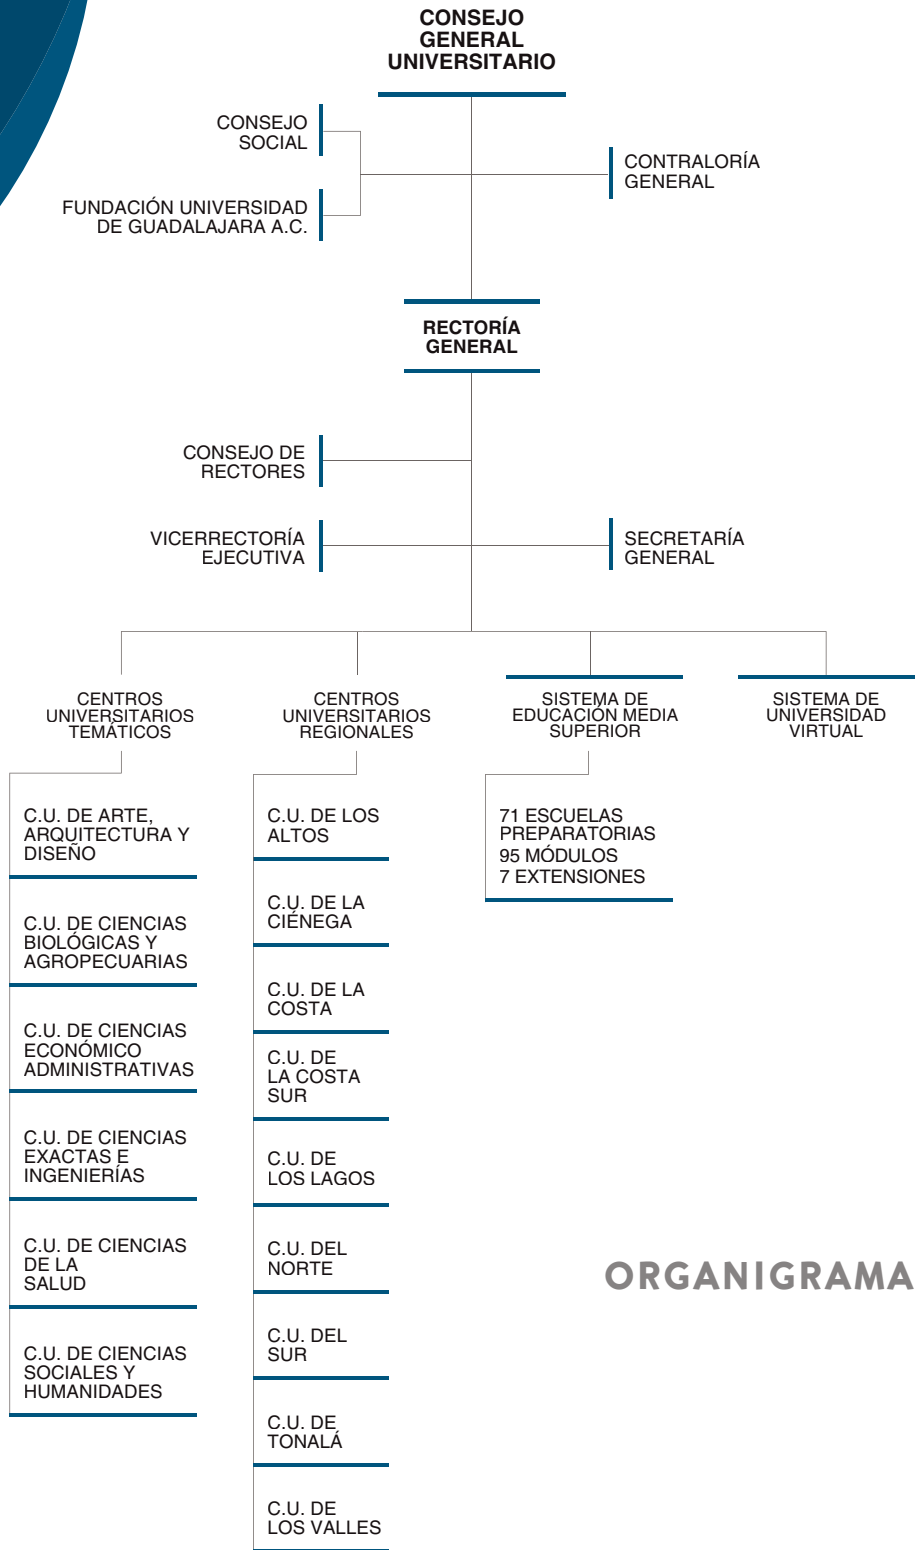 CONSEJO
GENERAL
UNIVERSITARIO
CONSEJO
SOCIAL
CONTRALORÍA
GENERAL
FUNDACIÓN UNIVERSIDAD
DE GUADALAJARA A.C.
RECTORÍA
GENERAL
CONSEJO DE
RECTORES
VICERRECTORÍA
EJECUTIVA
SECRETARÍA
GENERAL
CENTROS
UNIVERSITARIOS
TEMÁTICOS
C.U. DE ARTE,
ARQUITECTURA Y
DISEÑO
C.U. DE CIENCIAS
BIOLÓGICAS Y
AGROPECUARIAS
C.U. DE CIENCIAS
ECONÓMICO
ADMINISTRATIVAS
C.U. DE CIENCIAS
EXACTAS E
INGENIERÍAS
C.U. DE CIENCIAS
DE LA
SALUD
C.U. DE CIENCIAS
SOCIALES Y
HUMANIDADES
CENTROS
UNIVERSITARIOS
REGIONALES
C.U. DE LOS
ALTOS
C.U. DE LA
CIÉNEGA
C.U. DE LA
COSTA
C.U. DE
LA COSTA
SUR
C.U. DE
LOS LAGOS
C.U. DEL
NORTE
C.U. DEL
SUR
C.U. DE
TONALÁ
C.U. DE
LOS VALLES
SISTEMA DE
EDUCACIÓN MEDIA
SUPERIOR
71 ESCUELAS
PREPARATORIAS
95 MÓDULOS
7 EXTENSIONES
SISTEMA DE
UNIVERSIDAD
VIRTUAL
ORGANIGRAMA